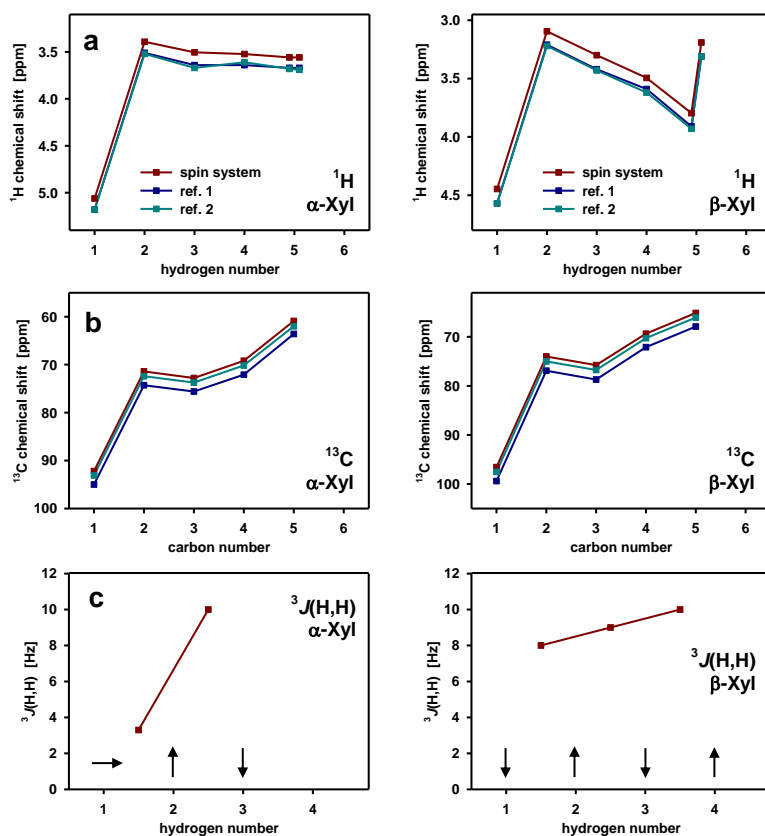 a
¹H chemical shift [ppm]
3.5
4.0
4.5
5.0
spin system
ref. 1
ref. 2
¹H
α-Xyl
1 2 3 4 5 6
hydrogen number
¹H chemical shift [ppm]
3.0
3.5
4.0
4.5
spin system
ref. 1
ref. 2
¹H
β-Xyl
1 2 3 4 5 6
hydrogen number
b
¹³C chemical shift [ppm]
60
70
80
90
100
¹³C
α-Xyl
1 2 3 4 5 6
carbon number
¹³C chemical shift [ppm]
70
80
90
100
¹³C
β-Xyl
1 2 3 4 5 6
carbon number
c
³J(H,H) [Hz]
12
10
8
6
4
2
0
³J(H,H)
α-Xyl
1 2 3 4
hydrogen number
³J(H,H) [Hz]
12
10
8
6
4
2
0
³J(H,H)
β-Xyl
1 2 3 4
hydrogen number